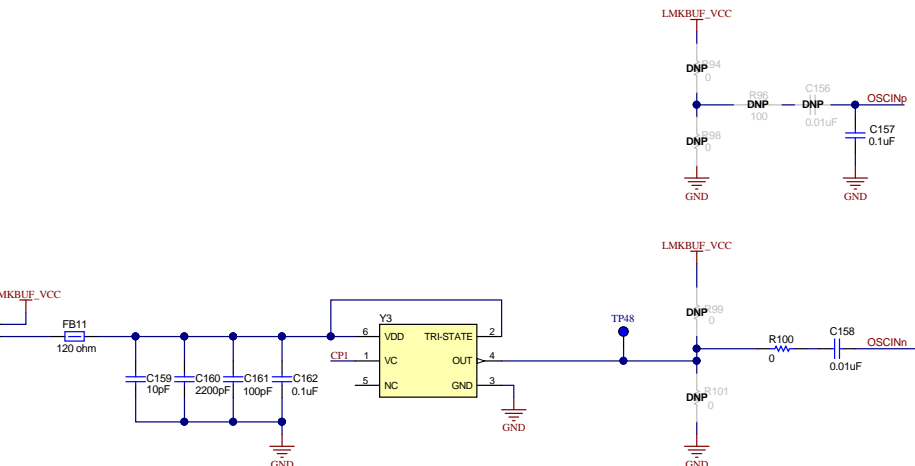 LMKBUF_VCC
R94
DNP
0
R96
DNP
100
C156
DNP
0.01uF
OSCINp
C157
0.1uF
R98
DNP
0
GND
GND
LMKBUF_VCC
MKBUF_VCC
FB11
120 ohm
C159
10pF
C160
2200pF
C161
100pF
C162
0.1uF
GND
Y3
6
VDD
TRI-STATE
2
CP1
1
VC
OUT
4
5
NC
GND
3
GND
TP48
R99
DNP
0
R100
0
C158
0.01uF
OSCINn
R101
DNP
0
GND